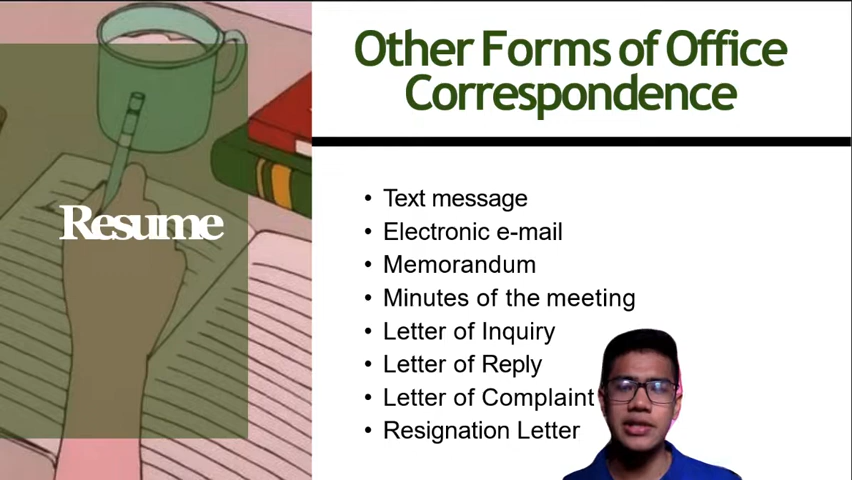 Other Forms of Office
Correspondence
Resume
• Text message
• Electronic e-mail
• Memorandum
• Minutes of the meeting
• Letter of Inquiry
• Letter of Reply
• Letter of Complaint
• Resignation Letter